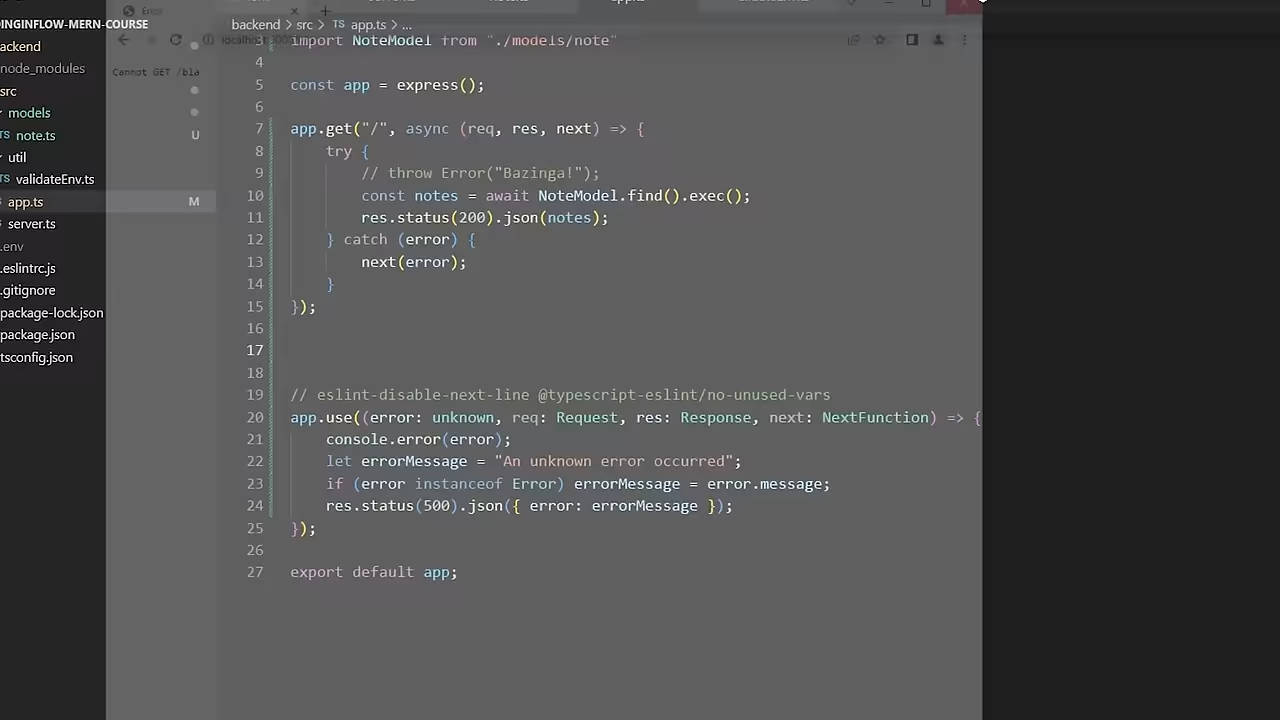 DINGINFLOW-MERN-COURSE
backend > src > TS app.ts > ...
localhost
Cannot GET /bla
ackend
node_modules
src
models
TS note.ts U
util
TS validateEnv.ts
app.ts M
server.ts
.env
.eslintrc.js
.gitignore
package-lock.json
package.json
tsconfig.json
3 import NoteModel from "./models/note"
4
5 const app = express();
6
7 app.get("/", async (req, res, next) => {
8 try {
9 // throw Error("Bazinga!");
10 const notes = await NoteModel.find().exec();
11 res.status(200).json(notes);
12 } catch (error) {
13 next(error);
14 }
15 });
16
17
18
19 // eslint-disable-next-line @typescript-eslint/no-unused-vars
20 app.use((error: unknown, req: Request, res: Response, next: NextFunction) => {
21 console.error(error);
22 let errorMessage = "An unknown error occurred";
23 if (error instanceof Error) errorMessage = error.message;
24 res.status(500).json({ error: errorMessage });
25 });
26
27 export default app;